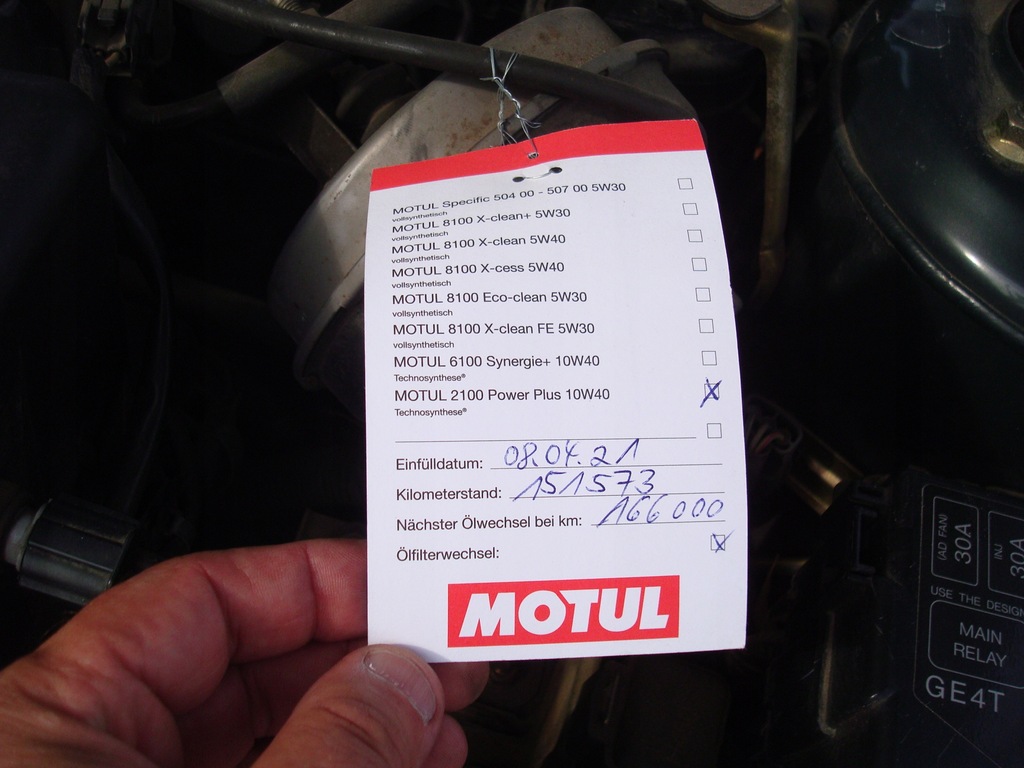 MOTUL Specific 504 00 - 507 00 5W30
vollsynthetisch
MOTUL 8100 X-clean+ 5W30
vollsynthetisch
MOTUL 8100 X-clean 5W40
vollsynthetisch
MOTUL 8100 X-cess 5W40
vollsynthetisch
MOTUL 8100 Eco-clean 5W30
vollsynthetisch
MOTUL 8100 X-clean FE 5W30
vollsynthetisch
MOTUL 6100 Synergie+ 10W40
Technosynthese®
MOTUL 2100 Power Plus 10W40
Technosynthese®
Einfülldatum: 08.04.21
Kilometerstand: 151573
Nächster Ölwechsel bei km: 166000
Ölfilterwechsel:
MOTUL
(AD FAN)
30A
INJ
30A
USE THE DESIGN
MAIN
RELAY
GE4T